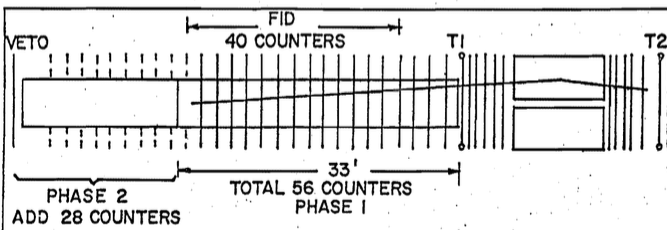 FID
VETO 40 COUNTERS T1 T2
33'
TOTAL 56 COUNTERS
PHASE 1
PHASE 2
ADD 28 COUNTERS